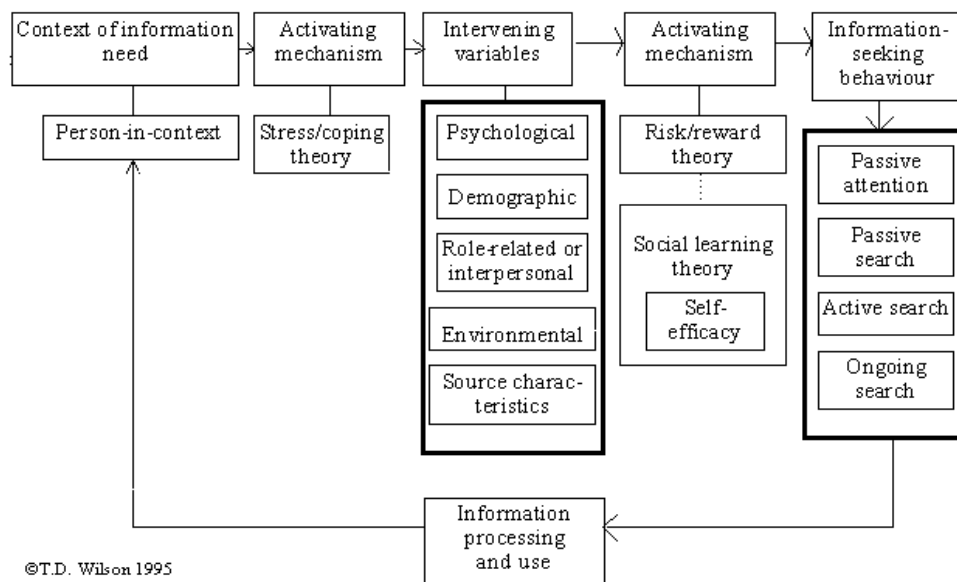 Context of information
need
Activating
mechanism
Intervening
variables
Activating
mechanism
Information-
seeking
behaviour
Person-in-context
Stress/coping
theory
Psychological
Demographic
Role-related or
interpersonal
Environmental
Source charac-
teristics
Risk/reward
theory
Social learning
theory
Self-
efficacy
Passive
attention
Passive
search
Active search
Ongoing
search
Information
processing
and use
©T.D. Wilson 1995